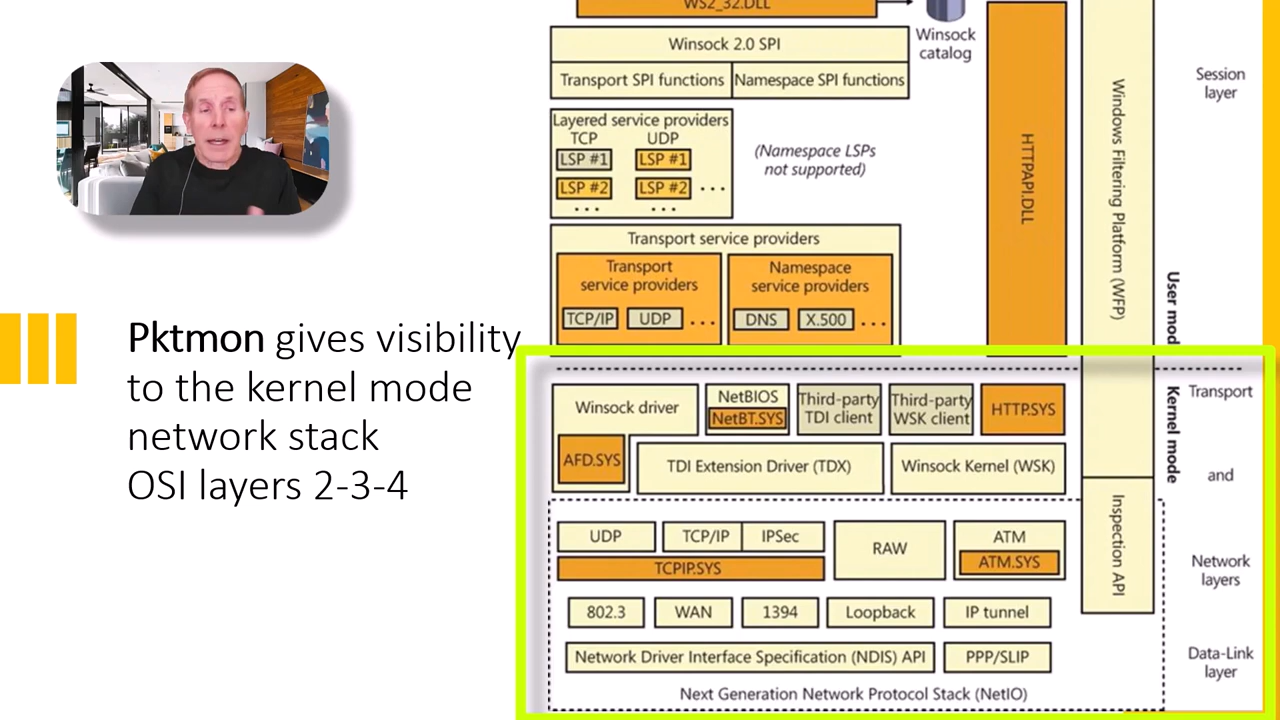 Pktmon gives visibility
to the kernel mode
network stack
OSI layers 2-3-4
WS2_32.DLL
Winsock
catalog
Winsock 2.0 SPI
Transport SPI functions
Namespace SPI functions
Layered service providers
TCP
UDP
LSP #1
LSP #1
LSP #2
LSP #2
...
...
...
(Namespace LSPs
not supported)
Transport service providers
Transport
service providers
TCP/IP
UDP
...
Namespace
service providers
DNS
X.500
...
HTTPAPI.DLL
Windows Filtering Platform (WFP)
Session
layer
User mod
Kernel mode
Winsock driver
AFD.SYS
NetBIOS
NetBT.SYS
Third-party
TDI client
Third-party
WSK client
HTTP.SYS
TDI Extension Driver (TDX)
Winsock Kernel (WSK)
Transport
and
Network
layers
UDP
TCP/IP
IPSec
TCPIP.SYS
RAW
ATM
ATM.SYS
Inspection API
802.3
WAN
1394
Loopback
IP tunnel
Network Driver Interface Specification (NDIS) API
PPP/SLIP
Data-Link
layer
Next Generation Network Protocol Stack (NetIO)